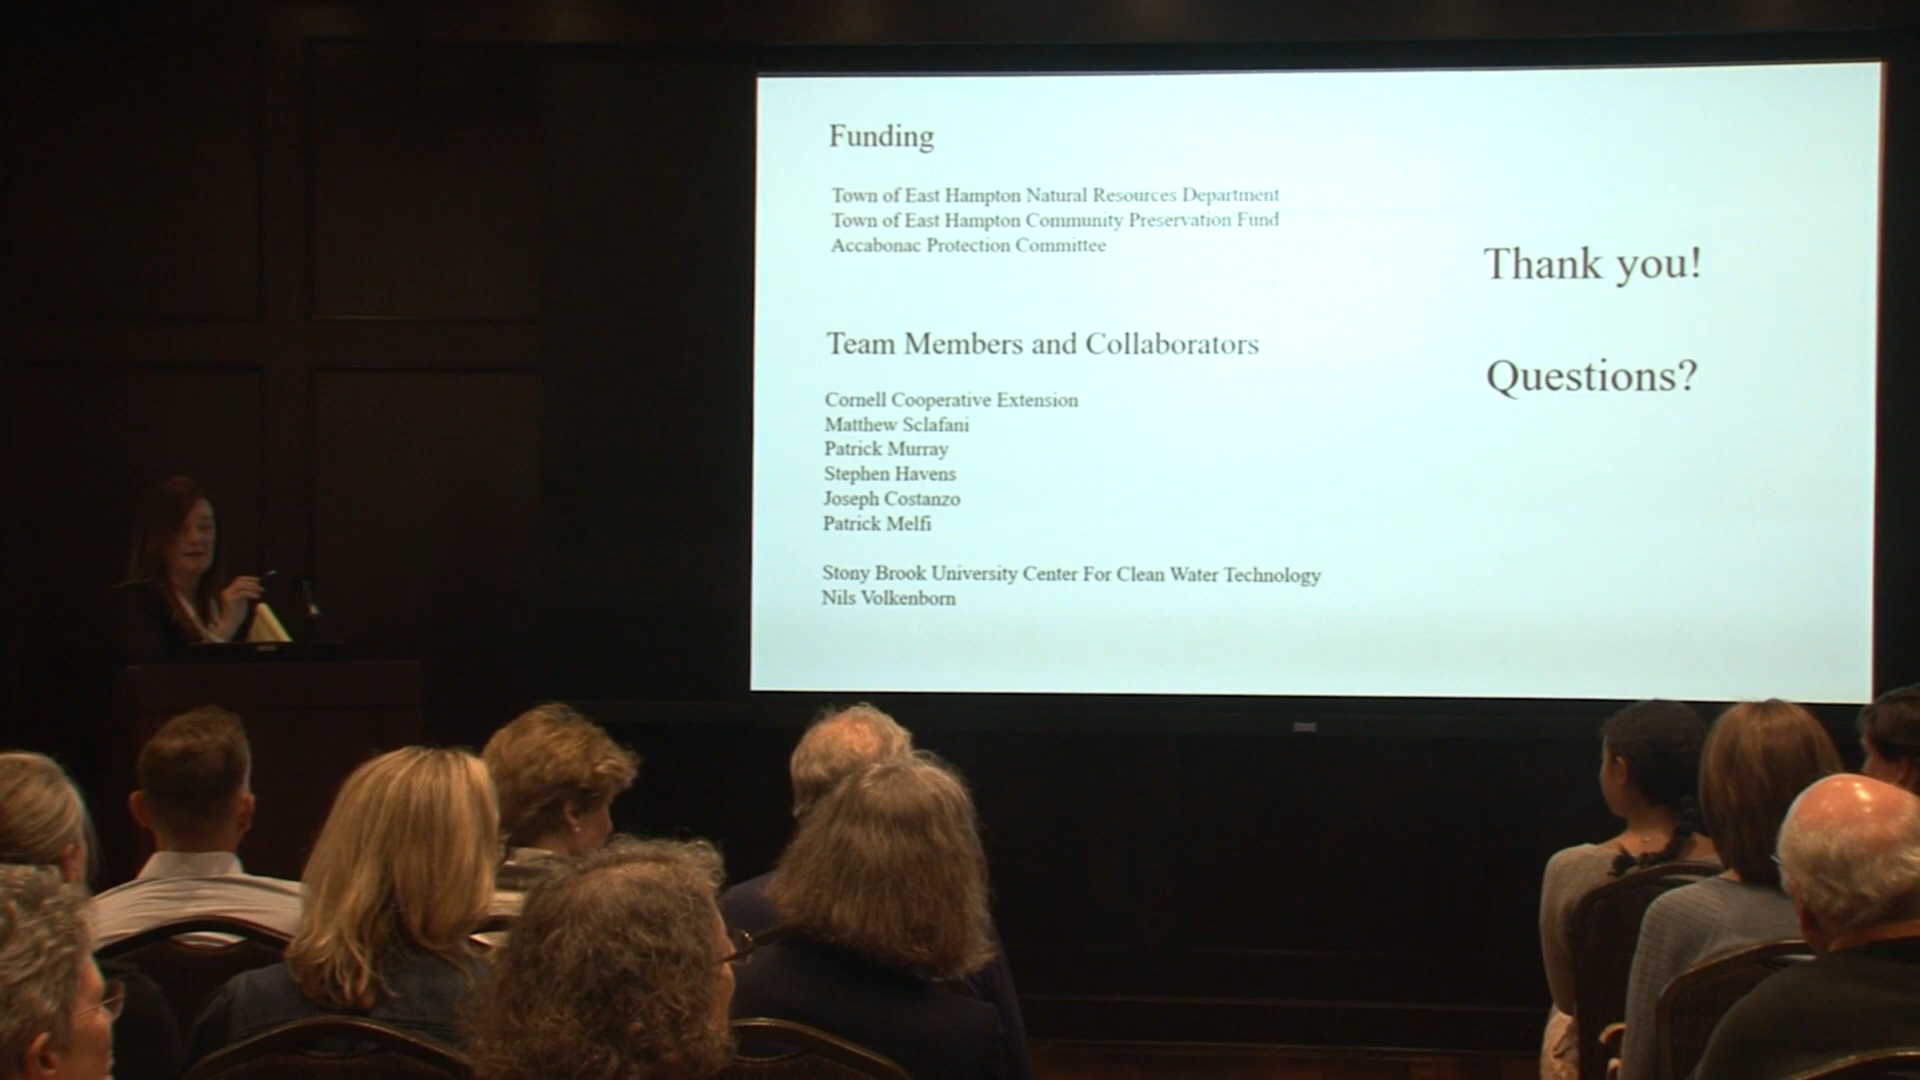 Funding
Town of East Hampton Natural Resources Department
Town of East Hampton Community Preservation Fund
Accabonac Protection Committee
Thank you!
Questions?
Team Members and Collaborators
Cornell Cooperative Extension
Matthew Sclafani
Patrick Murray
Stephen Havens
Joseph Costanzo
Patrick Melfi
Stony Brook University Center For Clean Water Technology
Nils Volkenborn